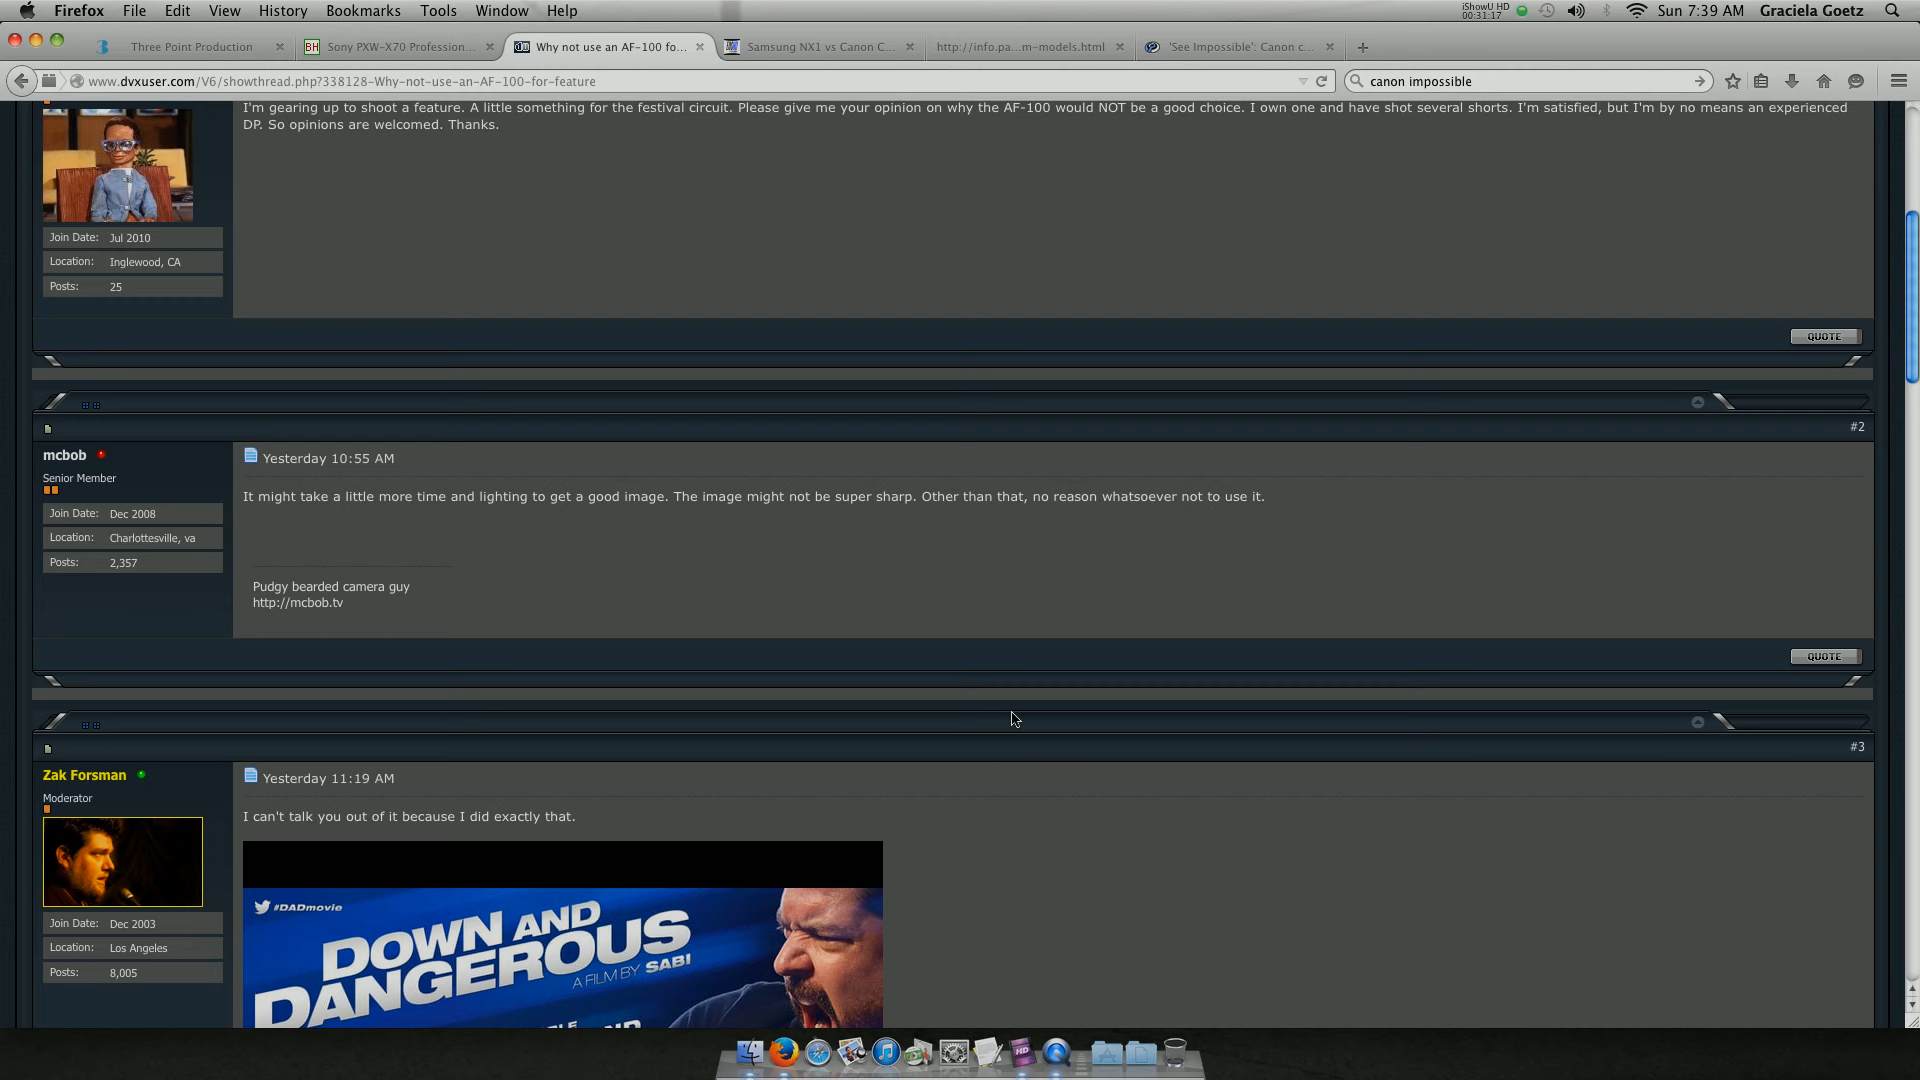 Firefox File Edit View History Bookmarks Tools Window Help iShowU HD 00:31:17 Sun 7:39 AM Graciela Goetz
Three Point Production BH Sony PXW-X70 Profession... Why not use an AF-100 fo... Samsung NX1 vs Canon C... http://info.pa...m-models.html 'See Impossible': Canon c...
www.dvxuser.com/V6/showthread.php?338128-Why-not-use-an-AF-100-for-feature canon impossible
I'm gearing up to shoot a feature. A little something for the festival circuit. Please give me your opinion on why the AF-100 would NOT be a good choice. I own one and have shot several shorts. I'm satisfied, but I'm by no means an experienced
DP. So opinions are welcomed. Thanks.
Join Date: Jul 2010
Location: Inglewood, CA
Posts: 25
QUOTE
#2
mcbob
Yesterday 10:55 AM
Senior Member
It might take a little more time and lighting to get a good image. The image might not be super sharp. Other than that, no reason whatsoever not to use it.
Join Date: Dec 2008
Location: Charlottesville, va
Posts: 2,357
Pudgy bearded camera guy
http://mcbob.tv
QUOTE
#3
Zak Forsman
Yesterday 11:19 AM
Moderator
I can't talk you out of it because I did exactly that.
#DADmovie
DOWN AND
DANGEROUS
A FILM BY SABI
Join Date: Dec 2003
Location: Los Angeles
Posts: 8,005
HD